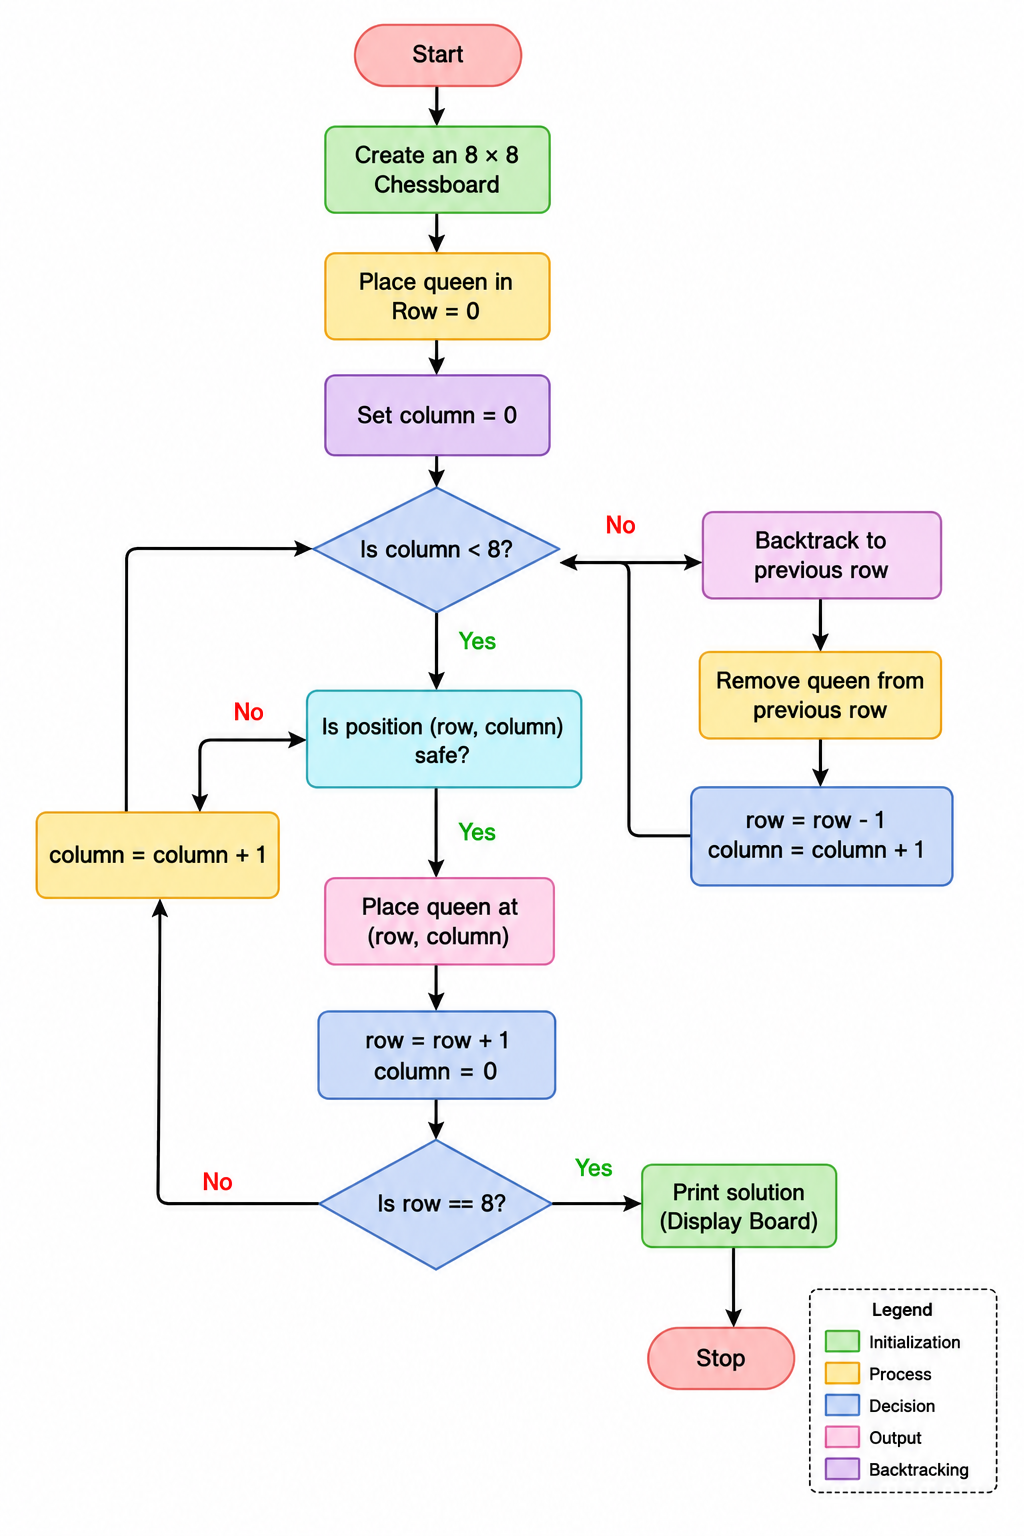 Start
Create an 8 × 8
Chessboard
Place queen in
Row = 0
Set column = 0
Is column < 8?
No
Backtrack to
previous row
Yes
Remove queen from
previous row
No
Is position (row, column)
safe?
row = row - 1
column = column + 1
column = column + 1
Yes
Place queen at
(row, column)
row = row + 1
column = 0
No
Is row == 8?
Yes
Print solution
(Display Board)
Stop
Legend
Initialization
Process
Decision
Output
Backtracking